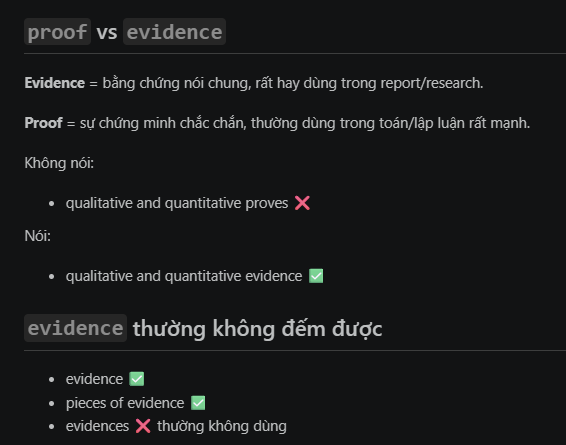 proof vs evidence
Evidence = bằng chứng nói chung, rất hay dùng trong report/research.
Proof = sự chứng minh chắc chắn, thường dùng trong toán/lập luận rất mạnh.
Không nói:
• qualitative and quantitative proves ❌
Nói:
• qualitative and quantitative evidence ✅
evidence thường không đếm được
• evidence ✅
• pieces of evidence ✅
• evidences ❌ thường không dùng